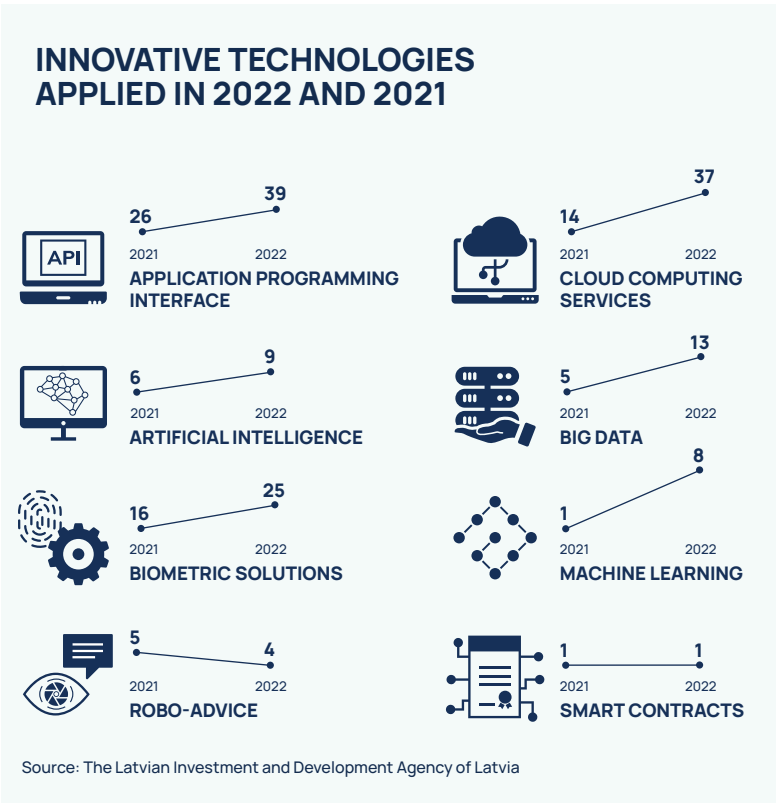 INNOVATIVE TECHNOLOGIES
APPLIED IN 2022 AND 2021
26
39
API
2021
2022
APPLICATION PROGRAMMING
INTERFACE
14
37
2021
2022
CLOUD COMPUTING
SERVICES
6
9
2021
2022
ARTIFICIAL INTELLIGENCE
5
13
2021
2022
BIG DATA
16
25
2021
2022
BIOMETRIC SOLUTIONS
1
8
2021
2022
MACHINE LEARNING
5
4
2021
2022
ROBO-ADVICE
1
1
2021
2022
SMART CONTRACTS
Source: The Latvian Investment and Development Agency of Latvia